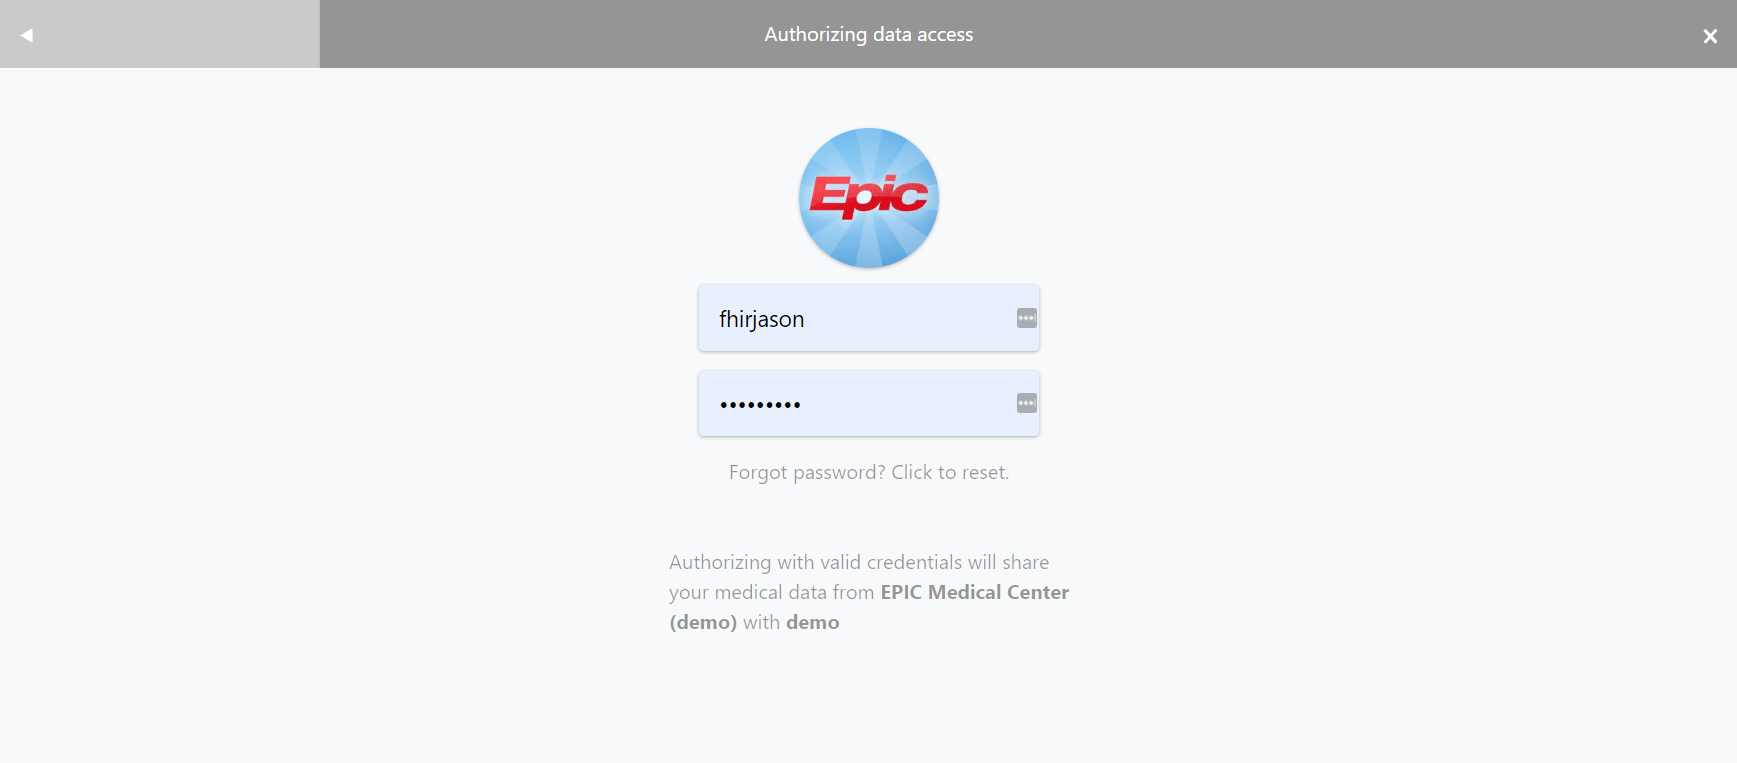 Authorizing data access
Epic
fhirjason
•••••••••
Forgot password? Click to reset.
Authorizing with valid credentials will share
your medical data from EPIC Medical Center
(demo) with demo